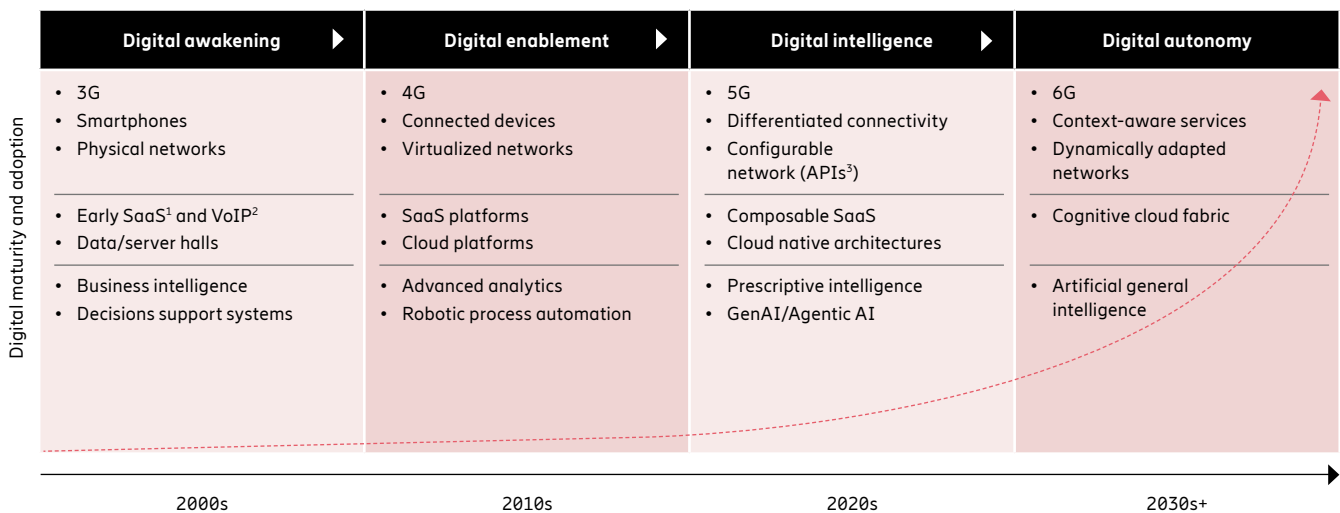 Digital awakening
Digital enablement
Digital intelligence
Digital autonomy
Digital maturity and adoption
• 3G
• Smartphones
• Physical networks
• Early SaaS¹ and VoIP²
• Data/server halls
• Business intelligence
• Decisions support systems
• 4G
• Connected devices
• Virtualized networks
• SaaS platforms
• Cloud platforms
• Advanced analytics
• Robotic process automation
• 5G
• Differentiated connectivity
• Configurable
network (APIs³)
• Composable SaaS
• Cloud native architectures
• Prescriptive intelligence
• GenAI/Agentic AI
• 6G
• Context-aware services
• Dynamically adapted
networks
• Cognitive cloud fabric
• Artificial general
intelligence
2000s
2010s
2020s
2030s+